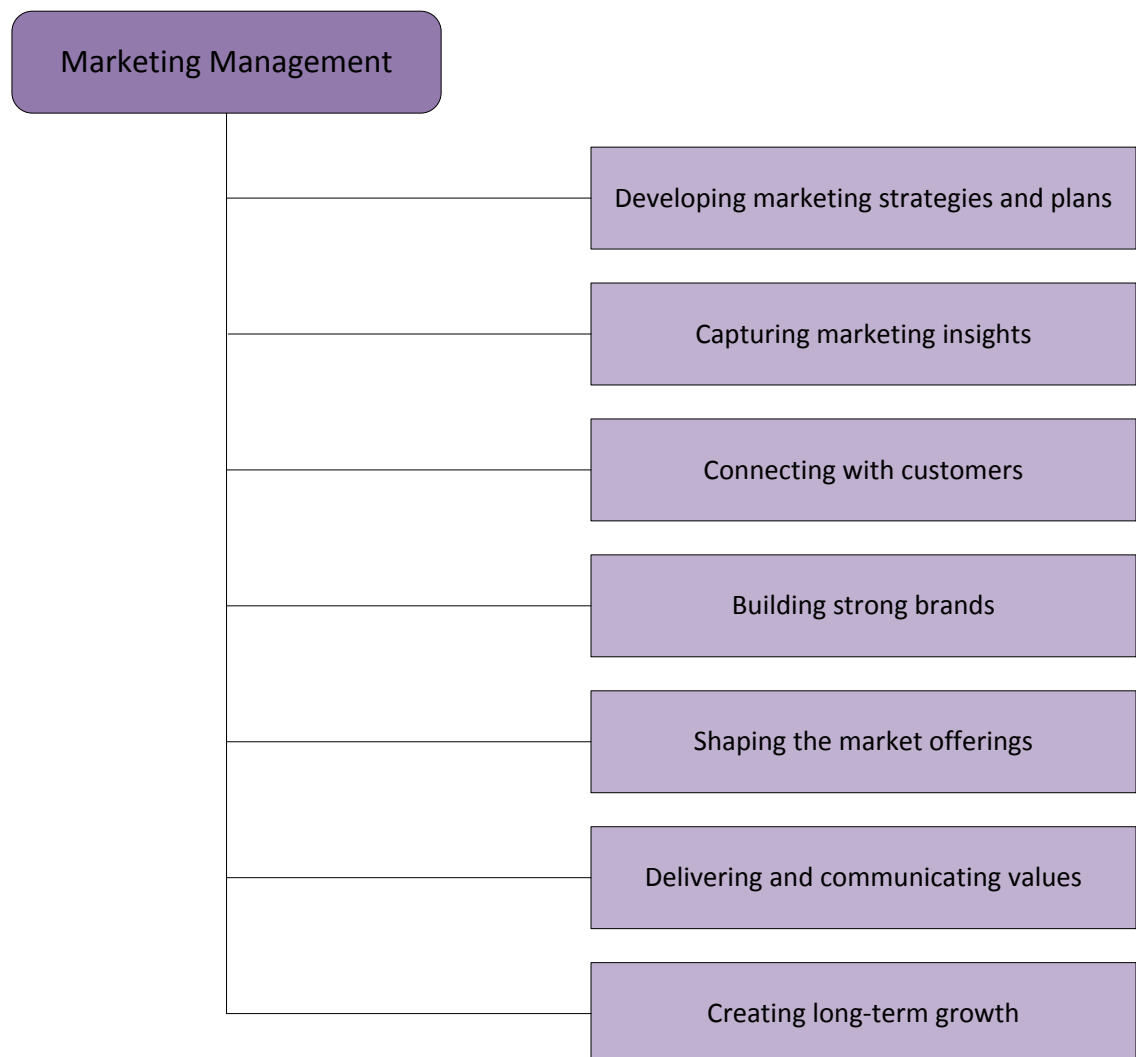 Marketing Management
Developing marketing strategies and plans
Capturing marketing insights
Connecting with customers
Building strong brands
Shaping the market offerings
Delivering and communicating values
Creating long-term growth